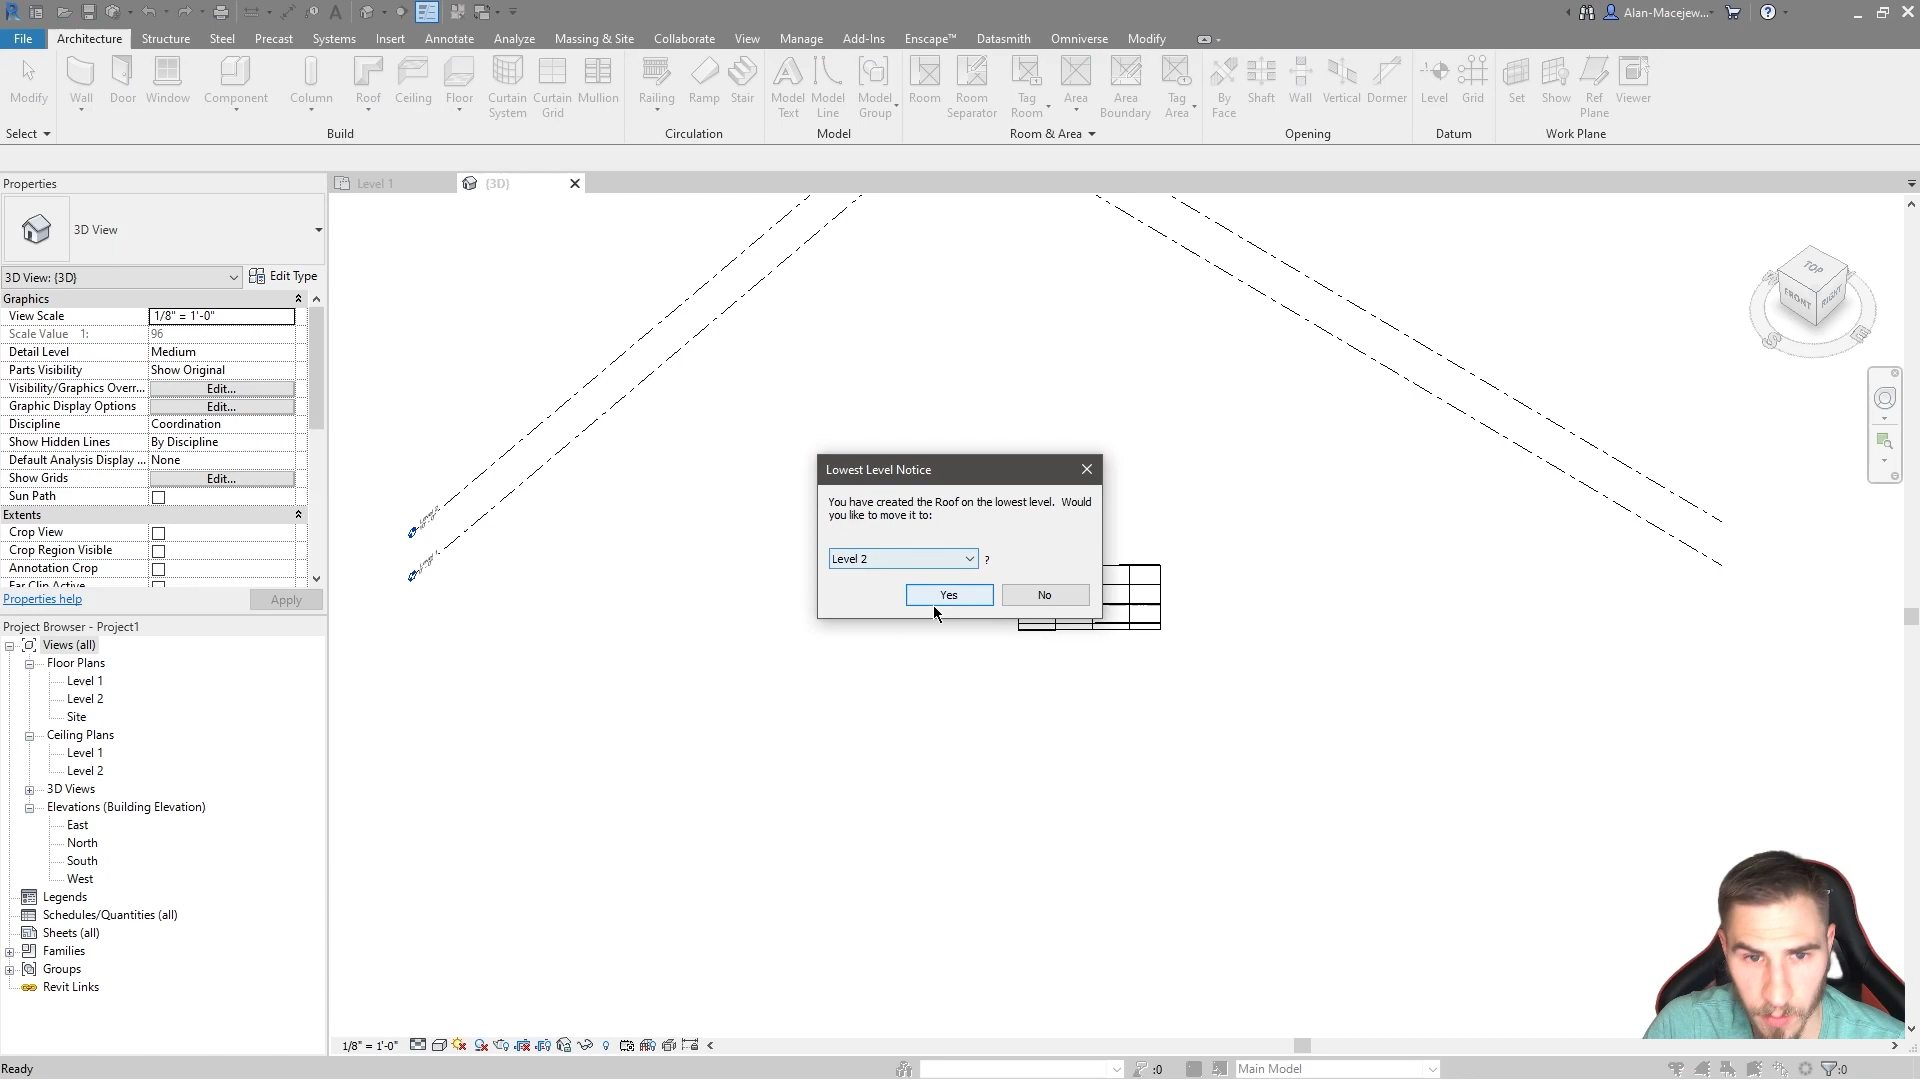 Alan-Macejew...
File
Architecture
Structure
Steel
Precast
Systems
Insert
Annotate
Analyze
Massing & Site
Collaborate
View
Manage
Add-Ins
Enscape™
Datasmith
Omniverse
Modify
Modify
Wall
Door
Window
Component
Column
Roof
Ceiling
Floor
Curtain
System
Curtain
Grid
Mullion
Railing
Ramp
Stair
Model
Text
Model
Line
Model
Group
Room
Room
Separator
Tag
Room
Area
Area
Boundary
Tag
Area
By
Face
Shaft
Wall
Vertical
Dormer
Level
Grid
Set
Show
Ref
Plane
Viewer
Select
Build
Circulation
Model
Room & Area
Opening
Datum
Work Plane
Properties
Level 1
{3D}
3D View
3D View: {3D}
Edit Type
Graphics
View Scale 1/8" = 1'-0"
Scale Value 1: 96
Detail Level Medium
Parts Visibility Show Original
Visibility/Graphics Overr... Edit...
Graphic Display Options Edit...
Discipline Coordination
Show Hidden Lines By Discipline
Default Analysis Display ... None
Show Grids Edit...
Sun Path
Extents
Crop View
Crop Region Visible
Annotation Crop
Far Clip Active
Properties help
Apply
TOP
FRONT
RIGHT
S
E
Lowest Level Notice
You have created the Roof on the lowest level. Would
you like to move it to:
Level 2 ?
Yes
No
Project Browser - Project1
Views (all)
Floor Plans
Level 1
Level 2
Site
Ceiling Plans
Level 1
Level 2
3D Views
Elevations (Building Elevation)
East
North
South
West
Legends
Schedules/Quantities (all)
Sheets (all)
Families
Groups
Revit Links
1/8" = 1'-0"
Ready
:0
Main Model
:0